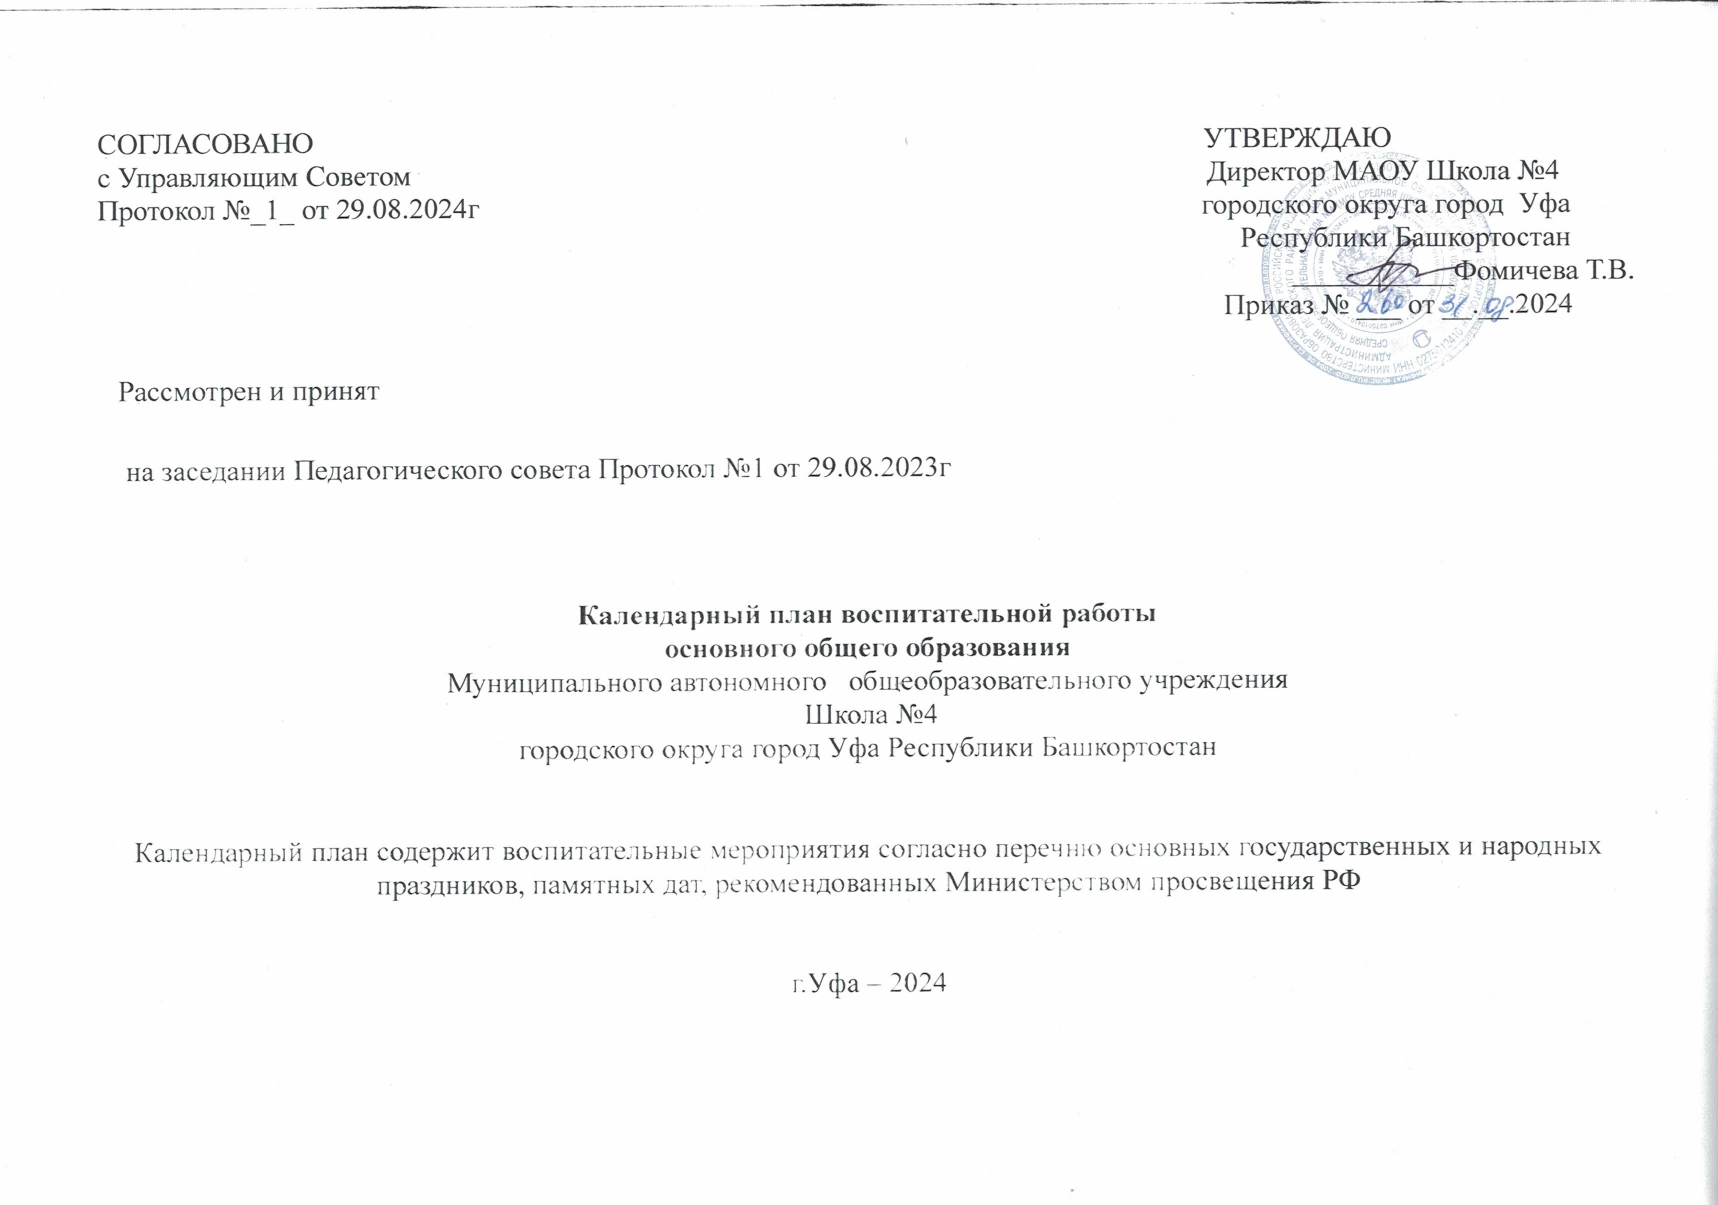 СОГЛАСОВАНО
с Управляющим Советом
Протокол №_1_ от 29.08.2024г
УТВЕРЖДАЮ
Директор МАОУ Школа №4
городского округа город Уфа
Республики Башкортостан
Фомичева Т.В.
Приказ № 260 от 31.08.2024
Рассмотрен и принят
на заседании Педагогического совета Протокол №1 от 29.08.2023г
Календарный план воспитательной работы
основного общего образования
Муниципального автономного общеобразовательного учреждения
Школа №4
городского округа город Уфа Республики Башкортостан
Календарный план содержит воспитательные мероприятия согласно перечню основных государственных и народных
праздников, памятных дат, рекомендованных Министерством просвещения РФ
г.Уфа – 2024